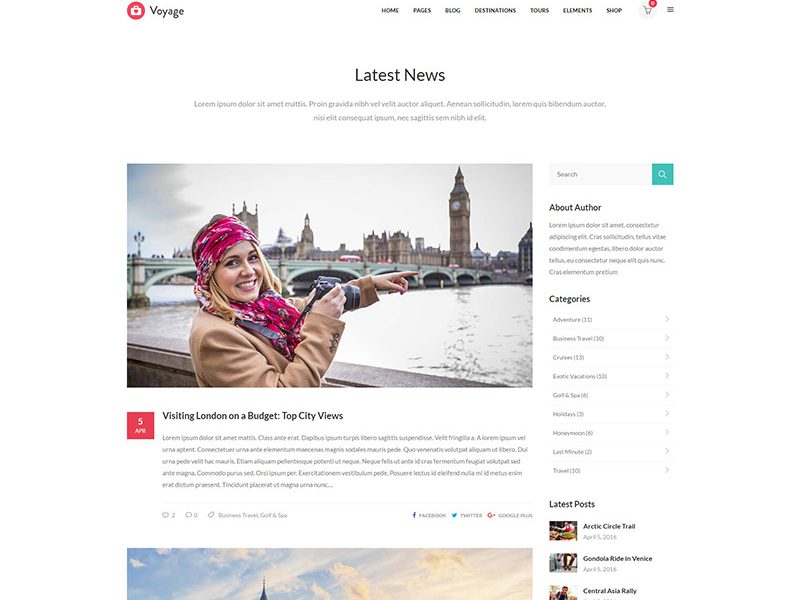 Voyage
HOME PAGES BLOG DESTINATIONS TOURS ELEMENTS SHOP 0
Latest News
Lorem ipsum dolor sit amet mattis. Proin gravida nibh vel velit auctor aliquet. Aenean sollicitudin, lorem quis bibendum auctor,
nisi elit consequat ipsum, nec sagittis sem nibh id elit.
Search
About Author
Lorem ipsum dolor sit amet, consectetur
adipiscing elit. Cras sollicitudin, tellus vitae
condimentum egestas, libero dolor auctor
tellus, eu consectetur neque elit quis nunc.
Cras elementum pretium
Categories
Adventure (11)
Business Travel (10)
Cruises (13)
Exotic Vacations (10)
Golf & Spa (6)
Holidays (3)
Honeymoon (6)
Last Minute (2)
Travel (10)
Latest Posts
Arctic Circle Trail
April 5, 2016
Gondola Ride in Venice
April 5, 2016
Central Asia Rally
5
APR
Visiting London on a Budget: Top City Views
Lorem ipsum dolor sit amet mattis. Class ante erat. Dapibus ipsum turpis libero sagittis suspendisse. Velit fringilla a. A lorem ipsum vel
urna aptent. Consectetuer urna ante elementum maecenas magnis sodales mauris pede. Quo venenatis volutpat aliquam ut libero. Dui
urna pede velit hac mauris. Etiam aliquam pellentesque potenti ut neque. Neque felis ut ante id cras fermentum feugiat volutpat sed
ante magna. Commodo purus sed. Orci ipsum per. Exercitationem vestibulum pede. Posuere lectus id eleifend nulla mi id metus enim
erat dictum praesent. Tincidunt placerat ut magna urna nunc....
2 0 Business Travel, Golf & Spa FACEBOOK TWITTER GOOGLE PLUS